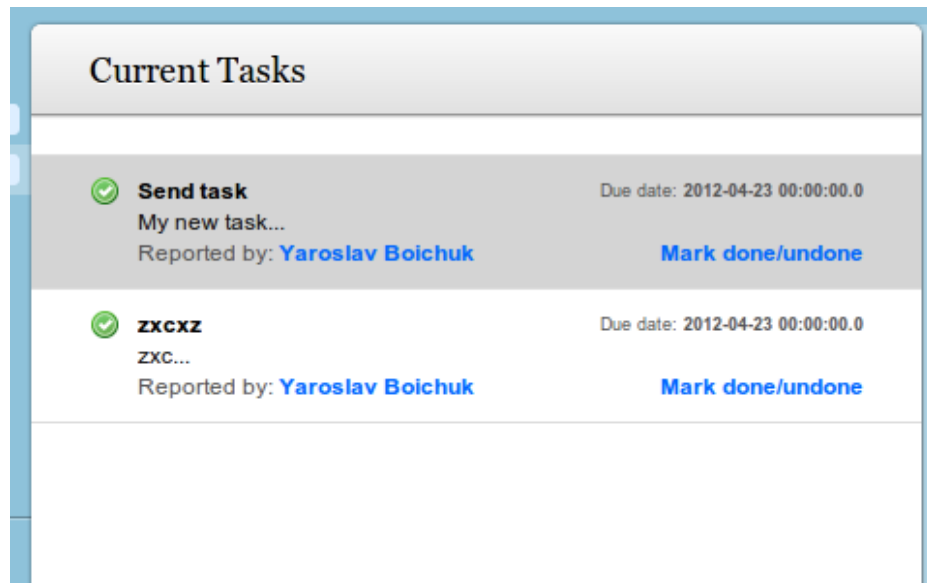 Current Tasks
Send task
Due date: 2012-04-23 00:00:00.0
My new task...
Reported by: Yaroslav Boichuk
Mark done/undone
zxcxz
Due date: 2012-04-23 00:00:00.0
zxc...
Reported by: Yaroslav Boichuk
Mark done/undone